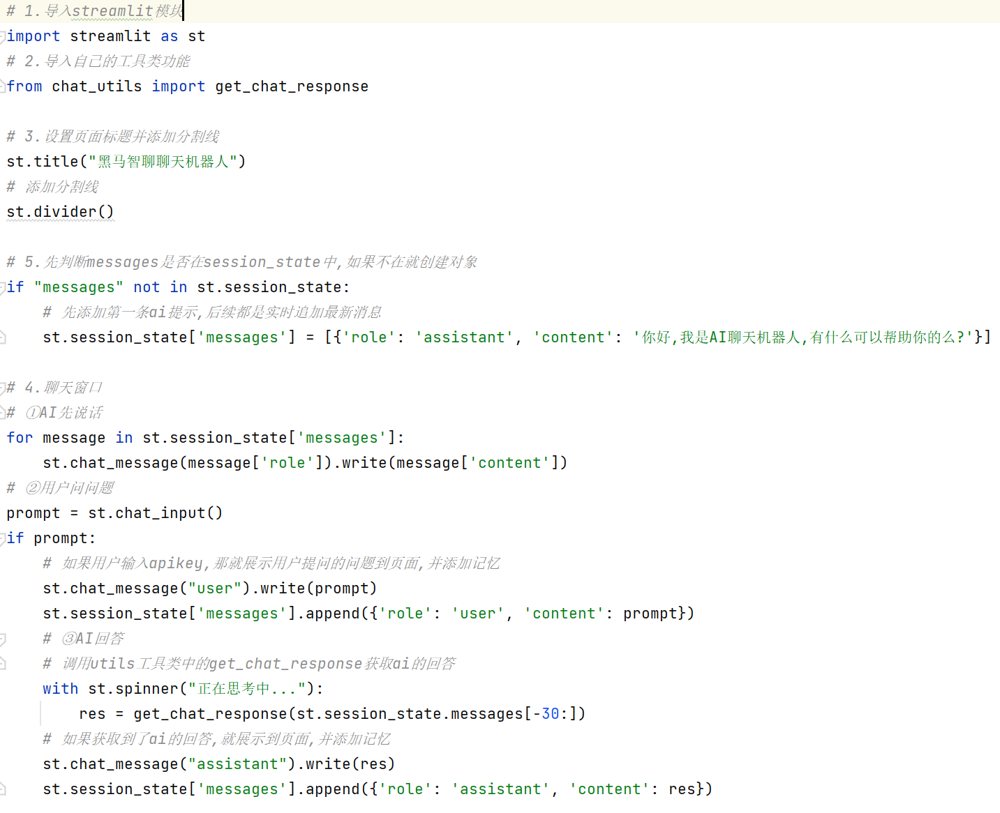 # 1.导入streamlit模块
import streamlit as st
# 2.导入自己的工具类功能
from chat_utils import get_chat_response
# 3.设置页面标题并添加分割线
st.title("黑马智聊聊天机器人")
# 添加分割线
st.divider()
# 5.先判断messages是否在session_state中,如果不在就创建对象
if "messages" not in st.session_state:
    # 先添加第一条ai提示,后续都是实时追加最新消息
    st.session_state['messages'] = [{'role': 'assistant', 'content': '你好,我是AI聊天机器人,有什么可以帮助你的么?'}]
# 4.聊天窗口
# ①AI先说话
for message in st.session_state['messages']:
    st.chat_message(message['role']).write(message['content'])
# ②用户问问题
prompt = st.chat_input()
if prompt:
    # 如果用户输入apikey,那就展示用户提问的问题到页面,并添加记忆
    st.chat_message("user").write(prompt)
    st.session_state['messages'].append({'role': 'user', 'content': prompt})
    # ③AI回答
    # 调用utils工具类中的get_chat_response获取ai的回答
    with st.spinner("正在思考中..."):
        res = get_chat_response(st.session_state.messages[-30:])
    # 如果获取到了ai的回答,就展示到页面,并添加记忆
    st.chat_message("assistant").write(res)
    st.session_state['messages'].append({'role': 'assistant', 'content': res})